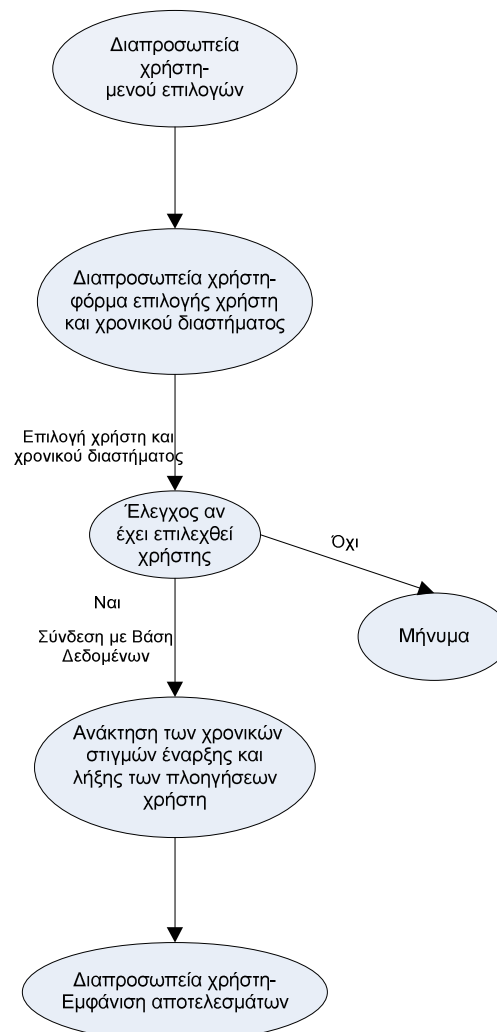 Διαπροσωπεία
χρήστη-
μενού επιλογών
Διαπροσωπεία χρήστη-
φόρμα επιλογής χρήστη
και χρονικού διαστήματος
Επιλογή χρήστη και
χρονικού διαστήματος
Έλεγχος αν
έχει επιλεχθεί
χρήστης
Όχι
Ναι
Μήνυμα
Σύνδεση με Βάση
Δεδομένων
Ανάκτηση των χρονικών
στιγμών έναρξης και
λήξης των πλοηγήσεων
χρήστη
Διαπροσωπεία χρήστη-
Εμφάνιση αποτελεσμάτων